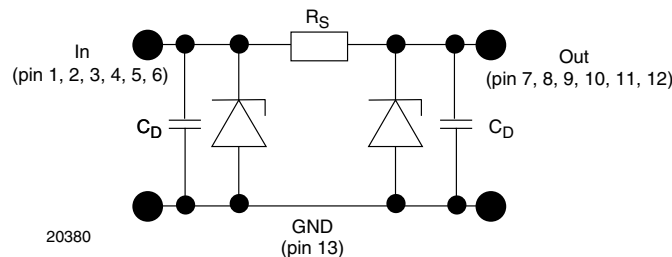 R_S
In
(pin 1, 2, 3, 4, 5, 6)
Out
(pin 7, 8, 9, 10, 11, 12)
C_D
C_D
GND
(pin 13)
20380